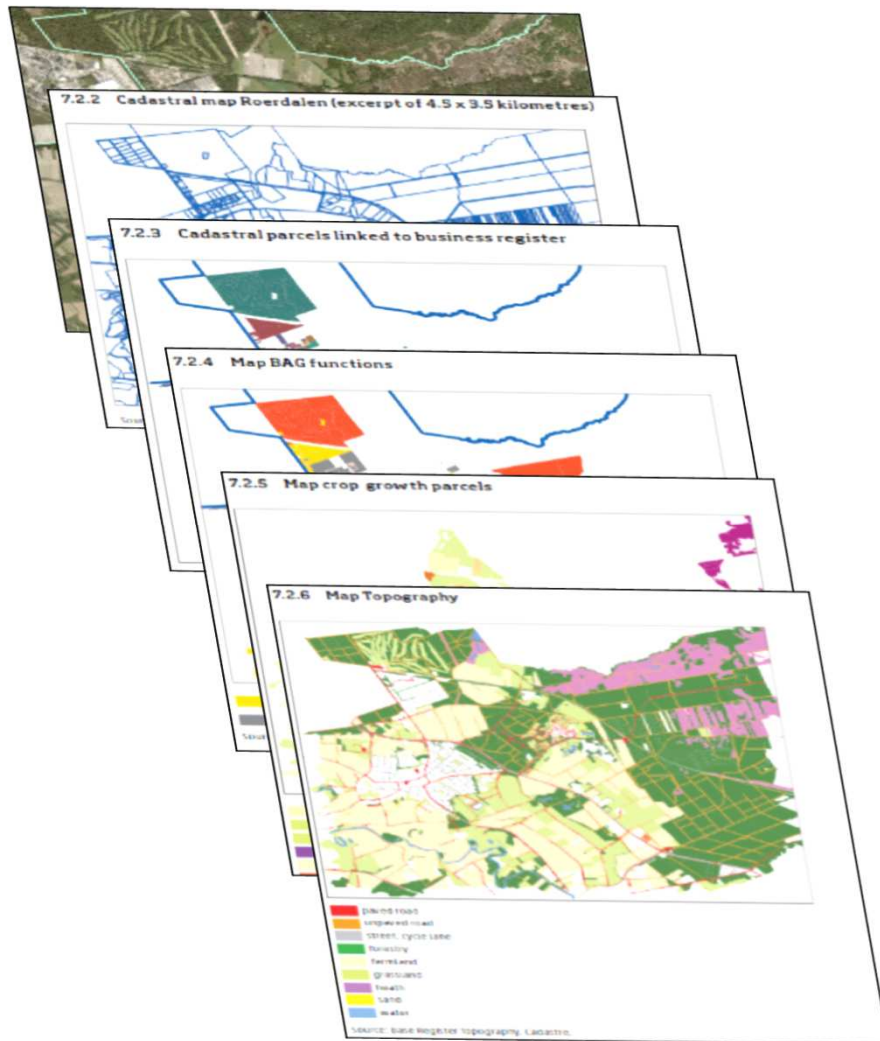 7.2.2 Cadastral map Roerdalen (excerpt of 4.5 x 3.5 kilometres)
7.2.3 Cadastral parcels linked to business register
7.2.4 Map BAG functions
7.2.5 Map crop growth parcels
7.2.6 Map Topography
paved road
unpaved road
street, cycle lane
forestry
farmland
grassland
heath
sand
water
Source: Base Register Topography, Cadastre.